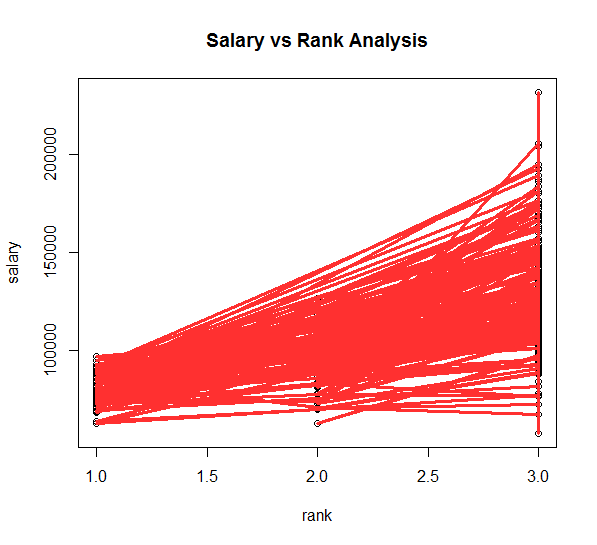 Salary vs Rank Analysis
200000
150000
100000
salary
1.0 1.5 2.0 2.5 3.0
rank